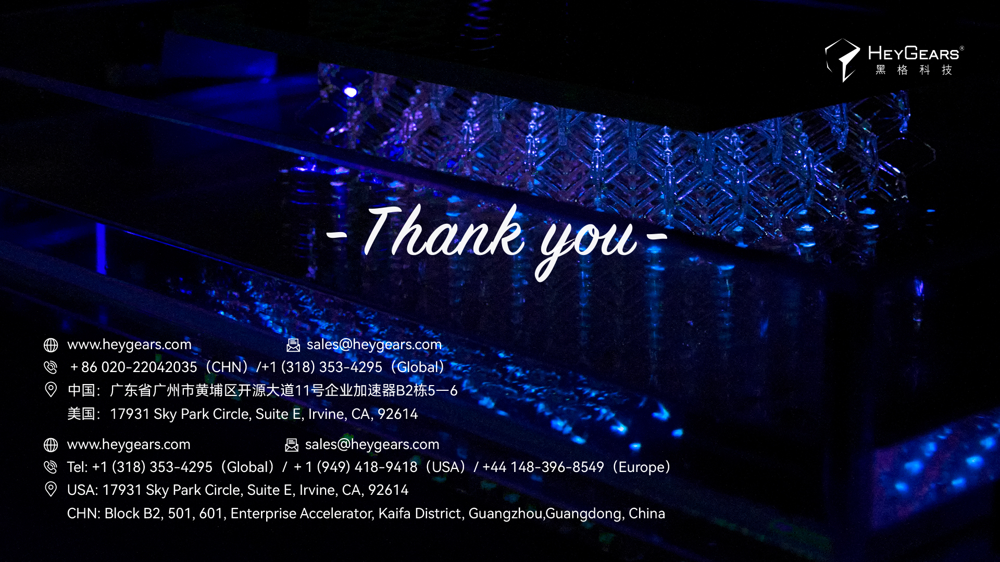 HEYGEARS®
黑格科技
-Thank you-
www.heygears.com sales@heygears.com
+86 020-22042035（CHN）/+1 (318) 353-4295（Global）
中国：广东省广州市黄埔区开源大道11号企业加速器B2栋5—6
美国：17931 Sky Park Circle, Suite E, Irvine, CA, 92614
www.heygears.com sales@heygears.com
Tel: +1 (318) 353-4295（Global）/ +1 (949) 418-9418（USA）/ +44 148-396-8549（Europe）
USA: 17931 Sky Park Circle, Suite E, Irvine, CA, 92614
CHN: Block B2, 501, 601, Enterprise Accelerator, Kaifa District, Guangzhou,Guangdong, China